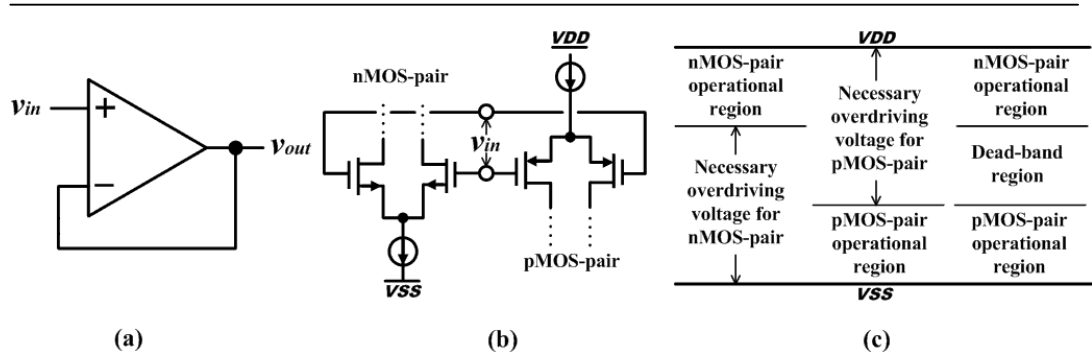 vin
+
−
vout
(a)
nMOS-pair
VDD
vin
VSS
pMOS-pair
(b)
VDD
nMOS-pair
operational
region
Necessary
overdriving
voltage for
nMOS-pair
Necessary
overdriving
voltage for
pMOS-pair
pMOS-pair
operational
region
nMOS-pair
operational
region
Dead-band
region
pMOS-pair
operational
region
VSS
(c)